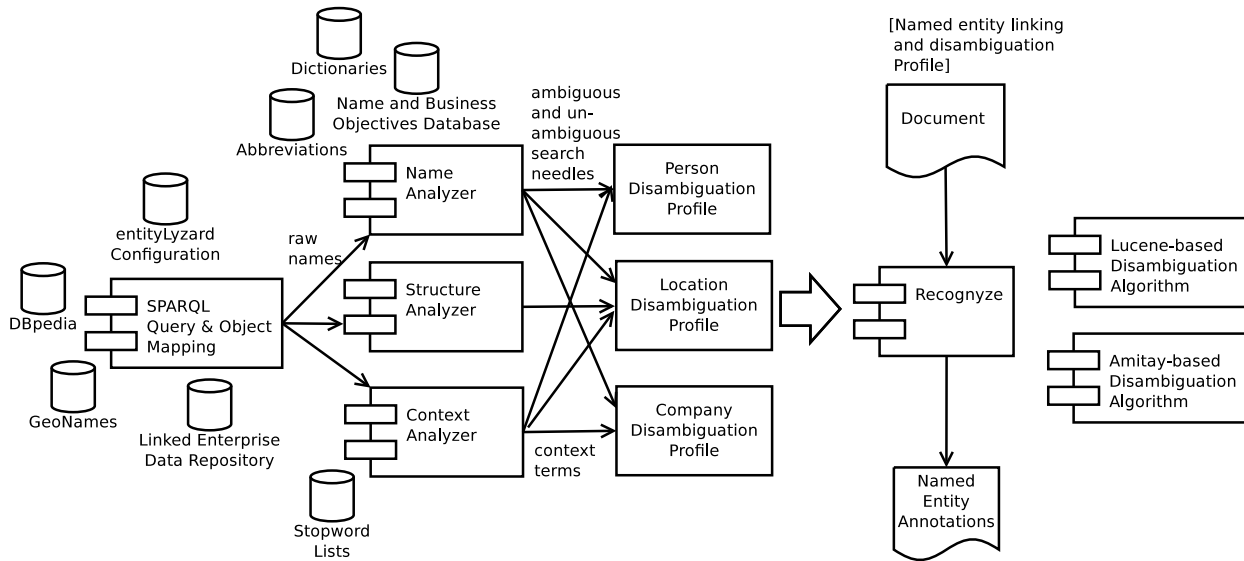 Dictionaries
Name and Business
Objectives Database
Abbreviations
entityLyzard
Configuration
DBpedia
SPARQL
Query & Object
Mapping
GeoNames
Linked Enterprise
Data Repository
raw
names
Name
Analyzer
Structure
Analyzer
Context
Analyzer
Stopword
Lists
ambiguous
and un-
ambiguous
search
needles
context
terms
Person
Disambiguation
Profile
Location
Disambiguation
Profile
Company
Disambiguation
Profile
[Named entity linking
and disambiguation
Profile]
Document
Recognyze
Named
Entity
Annotations
Lucene-based
Disambiguation
Algorithm
Amitay-based
Disambiguation
Algorithm